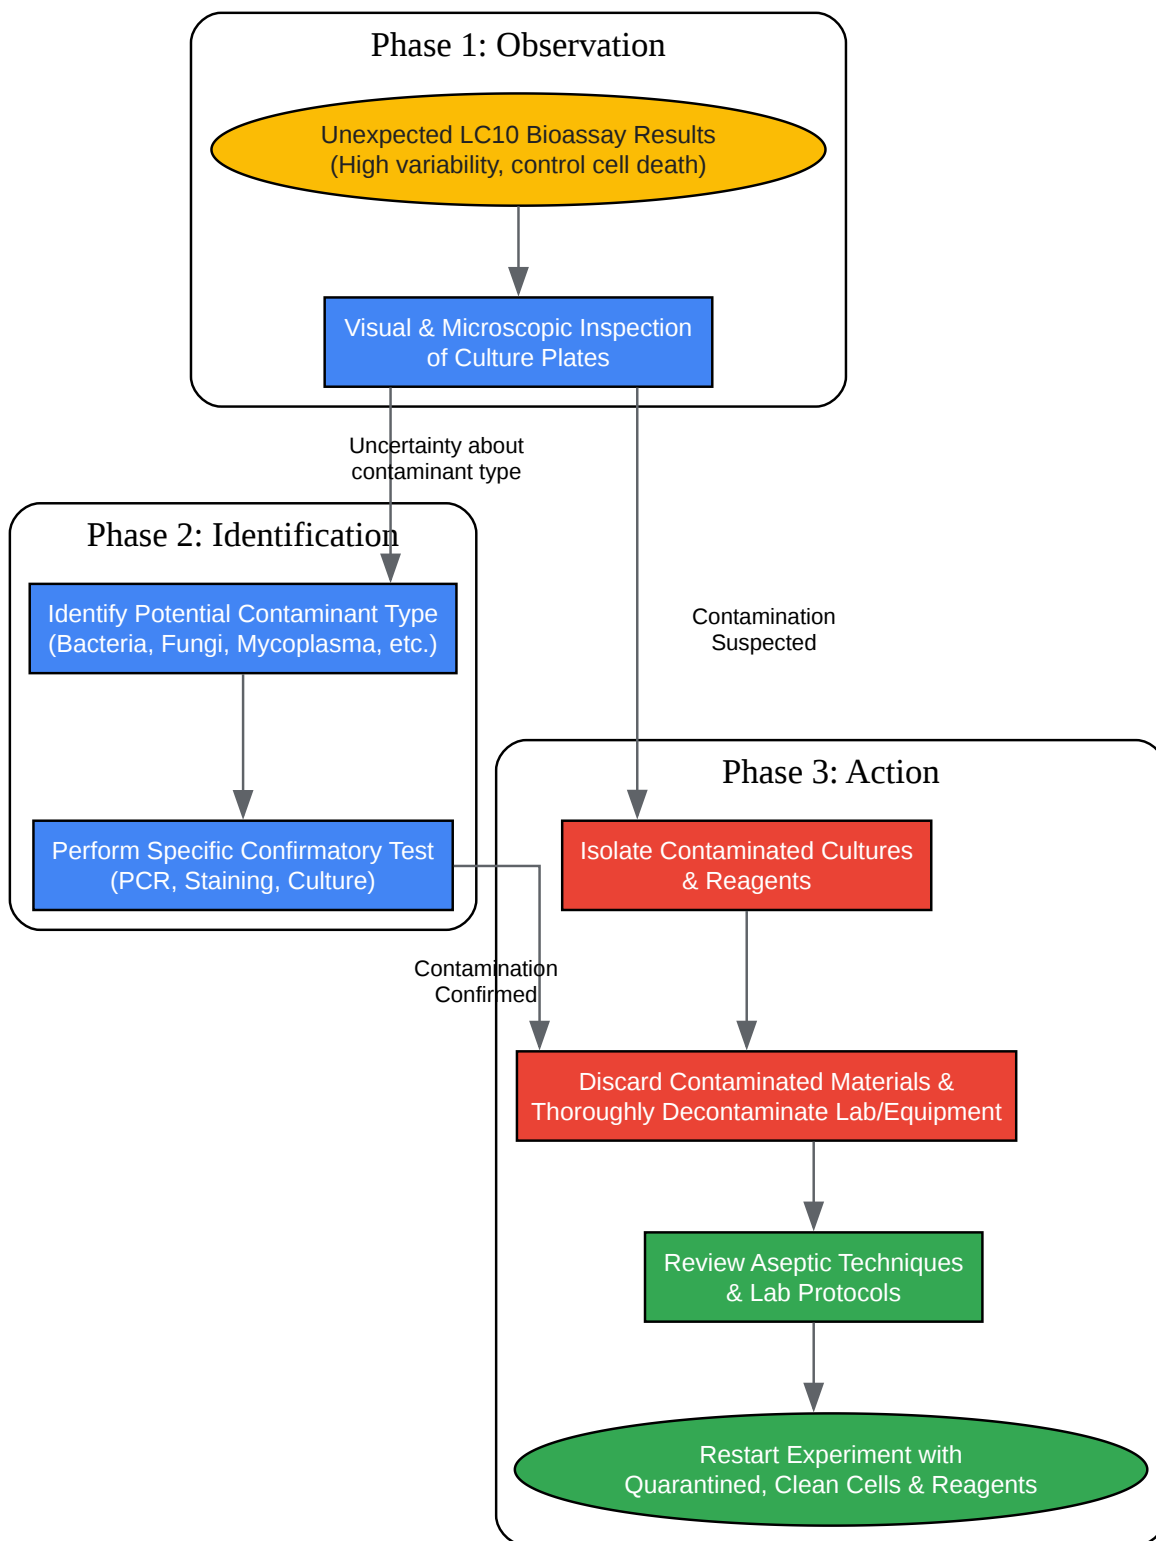 Phase 1: Observation
Unexpected LC10 Bioassay Results
(High variability, control cell death)
Visual & Microscopic Inspection
of Culture Plates
Uncertainty about
contaminant type
Phase 2: Identification
Identify Potential Contaminant Type
(Bacteria, Fungi, Mycoplasma, etc.)
Contamination
Suspected
Perform Specific Confirmatory Test
(PCR, Staining, Culture)
Contamination
Confirmed
Phase 3: Action
Isolate Contaminated Cultures
& Reagents
Discard Contaminated Materials &
Thoroughly Decontaminate Lab/Equipment
Review Aseptic Techniques
& Lab Protocols
Restart Experiment with
Quarantined, Clean Cells & Reagents